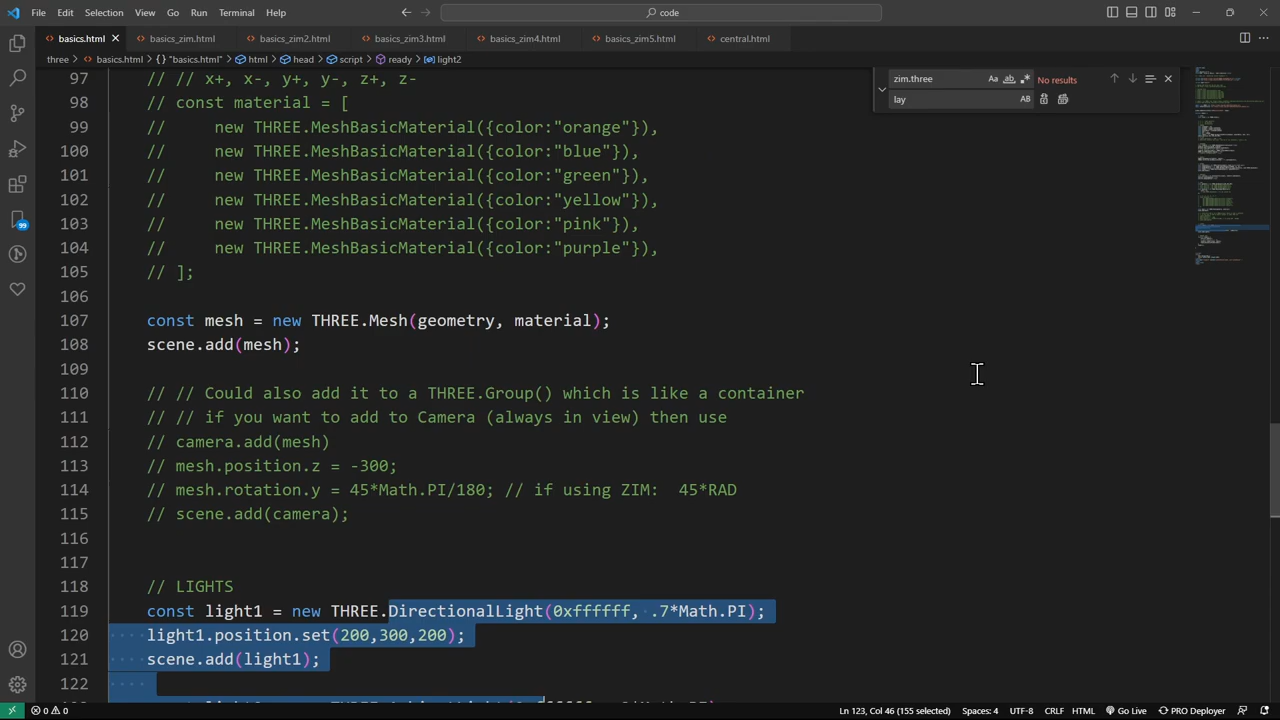 File Edit Selection View Go Run Terminal Help
code
basics.html
basics_zim.html
basics_zim2.html
basics_zim3.html
basics_zim4.html
basics_zim5.html
central.html
three > basics.html > "basics.html" > html > head > script > ready > light2
zim.three
Aa ab .* No results
lay
AB
97 // // x+, x-, y+, y-, z+, z-
98 // const material = [
99 //     new THREE.MeshBasicMaterial({color:"orange"}),
100 //     new THREE.MeshBasicMaterial({color:"blue"}),
101 //     new THREE.MeshBasicMaterial({color:"green"}),
102 //     new THREE.MeshBasicMaterial({color:"yellow"}),
103 //     new THREE.MeshBasicMaterial({color:"pink"}),
104 //     new THREE.MeshBasicMaterial({color:"purple"}),
105 // ];
106
107 const mesh = new THREE.Mesh(geometry, material);
108 scene.add(mesh);
109
110 // // Could also add it to a THREE.Group() which is like a container
111 // // if you want to add to Camera (always in view) then use
112 // camera.add(mesh)
113 // mesh.position.z = -300;
114 // mesh.rotation.y = 45*Math.PI/180; // if using ZIM:  45*RAD
115 // scene.add(camera);
116
117
118 // LIGHTS
119 const light1 = new THREE.DirectionalLight(0xffffff, .7*Math.PI);
120 light1.position.set(200,300,200);
121 scene.add(light1);
122
99
0 0 Ln 123, Col 46 (155 selected) Spaces: 4 UTF-8 CRLF HTML Go Live PRO Deployer